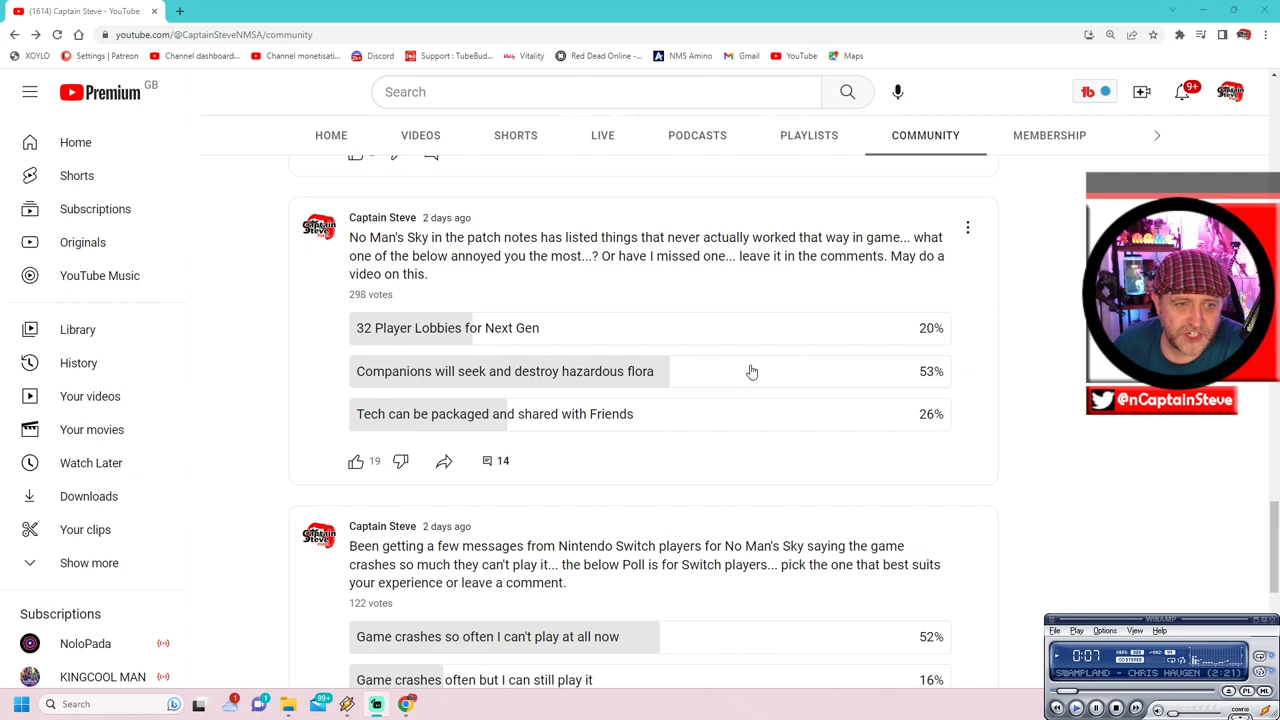 (1614) Captain Steve - YouTube
youtube.com/@CaptainSteveNMSA/community
XOYLO
Settings | Patreon
Channel dashboard...
Channel monetisati...
Discord
Support : TubeBud...
Vitality
Red Dead Online -...
NMS Amino
Gmail
YouTube
Maps
Premium GB
Search
9+
HOME
VIDEOS
SHORTS
LIVE
PODCASTS
PLAYLISTS
COMMUNITY
MEMBERSHIP
Home
Shorts
Subscriptions
Originals
YouTube Music
Library
History
Your videos
Your movies
Watch Later
Downloads
Your clips
Show more
Subscriptions
NoloPada
KINGCOOL MAN
Captain Steve 2 days ago
No Man's Sky in the patch notes has listed things that never actually worked that way in game... what
one of the below annoyed you the most...? Or have I missed one... leave it in the comments. May do a
video on this.
298 votes
32 Player Lobbies for Next Gen 20%
Companions will seek and destroy hazardous flora 53%
Tech can be packaged and shared with Friends 26%
19
14
Captain Steve 2 days ago
Been getting a few messages from Nintendo Switch players for No Man's Sky saying the game
crashes so much they can't play it... the below Poll is for Switch players... pick the one that best suits
your experience or leave a comment.
122 votes
Game crashes so often I can't play at all now 52%
Game crashes often but I can still play it 16%
@nCaptainSteve
WINAMP
File Play Options View Help
0:07
SWAMPLAND - CHRIS HAUGEN (2:21)
PL ML
CONFIG
Search
1
1
99+